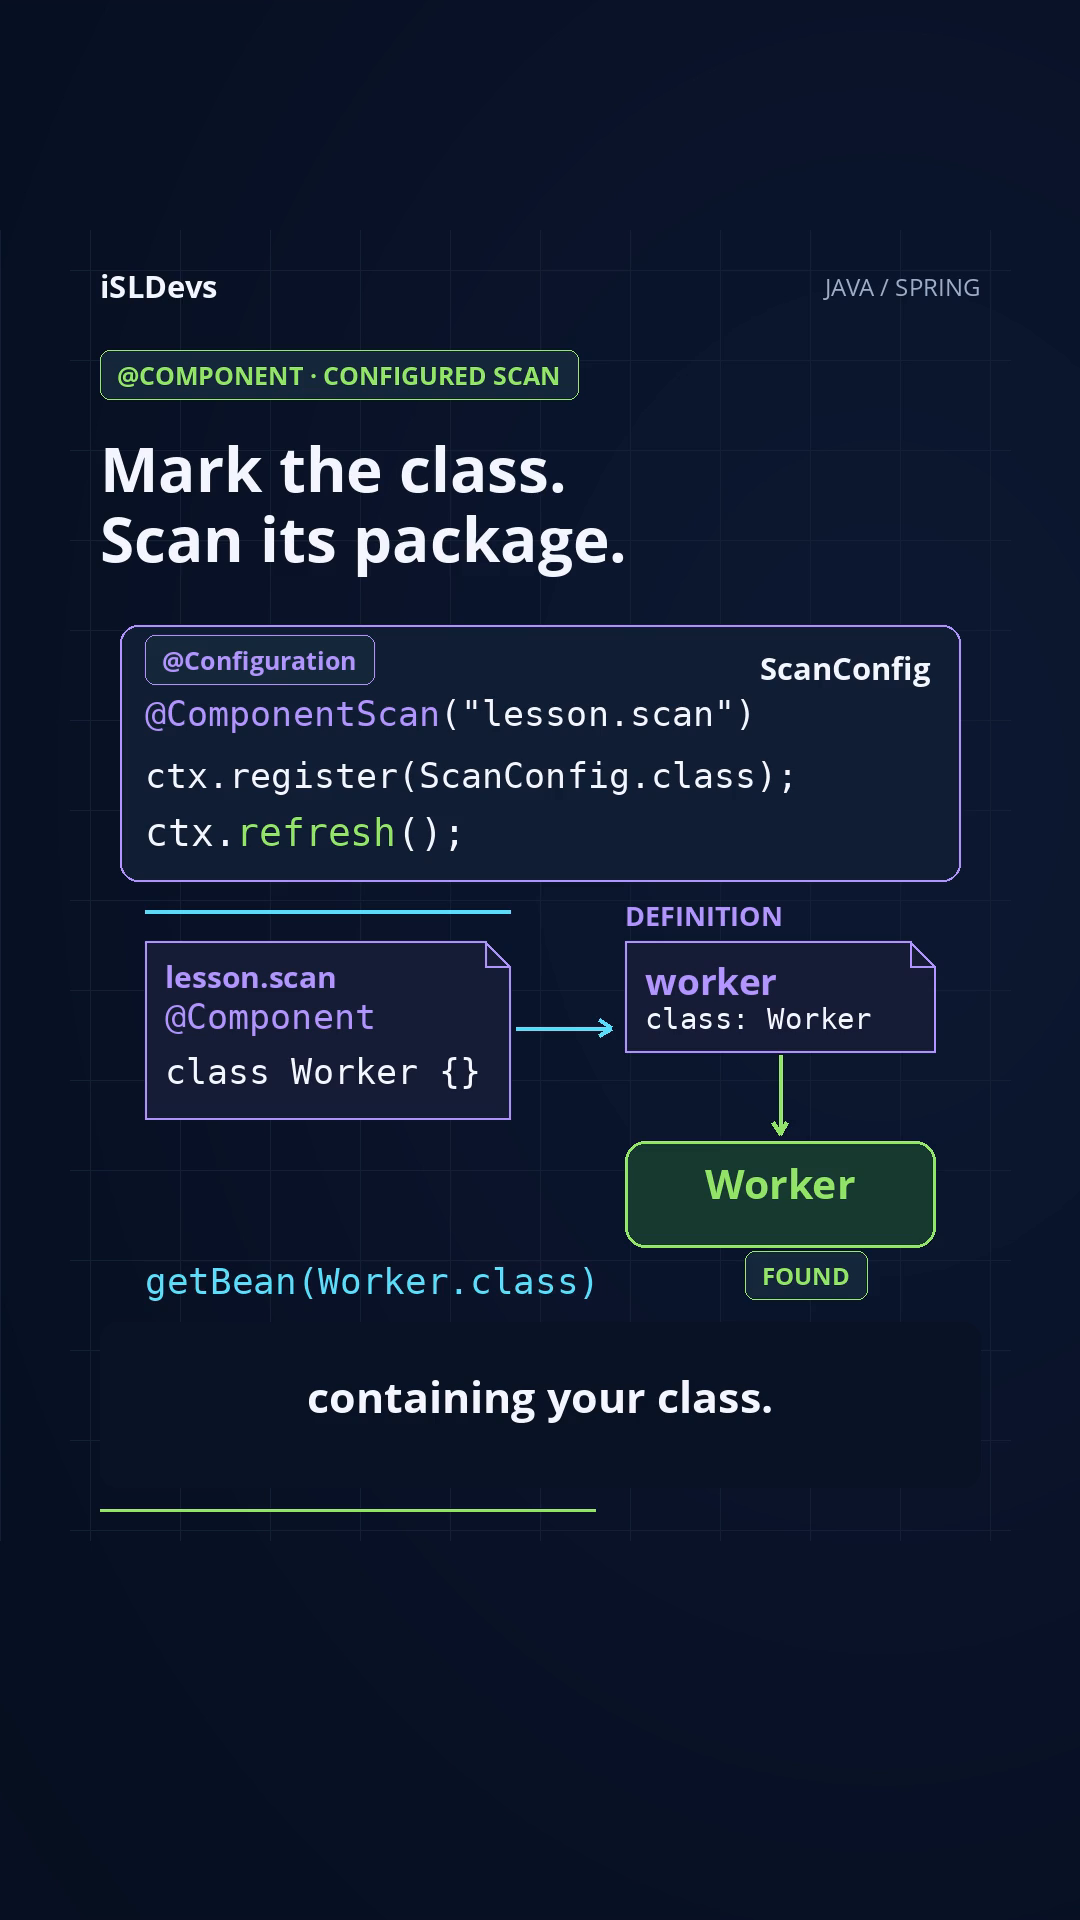 iSLDevs
JAVA / SPRING
@COMPONENT · CONFIGURED SCAN
Mark the class.
Scan its package.
@Configuration
ScanConfig
@ComponentScan("lesson.scan")
ctx.register(ScanConfig.class);
ctx.refresh();
lesson.scan
@Component
class Worker {}
DEFINITION
worker
class: Worker
Worker
getBean(Worker.class)
FOUND
containing your class.